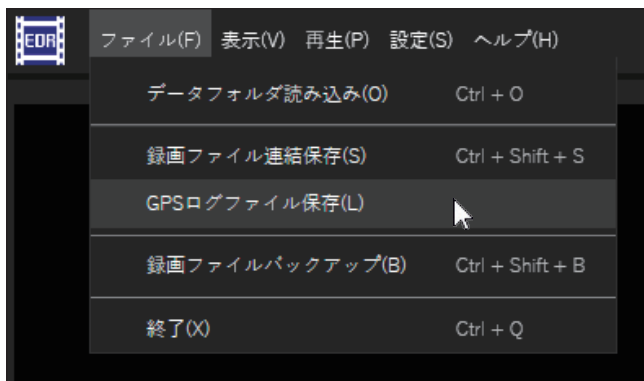 EDR ファイル(F) 表示(V) 再生(P) 設定(S) ヘルプ(H)
データフォルダ読み込み(O) Ctrl + O
録画ファイル連結保存(S) Ctrl + Shift + S
GPSログファイル保存(L)
録画ファイルバックアップ(B) Ctrl + Shift + B
終了(X) Ctrl + Q